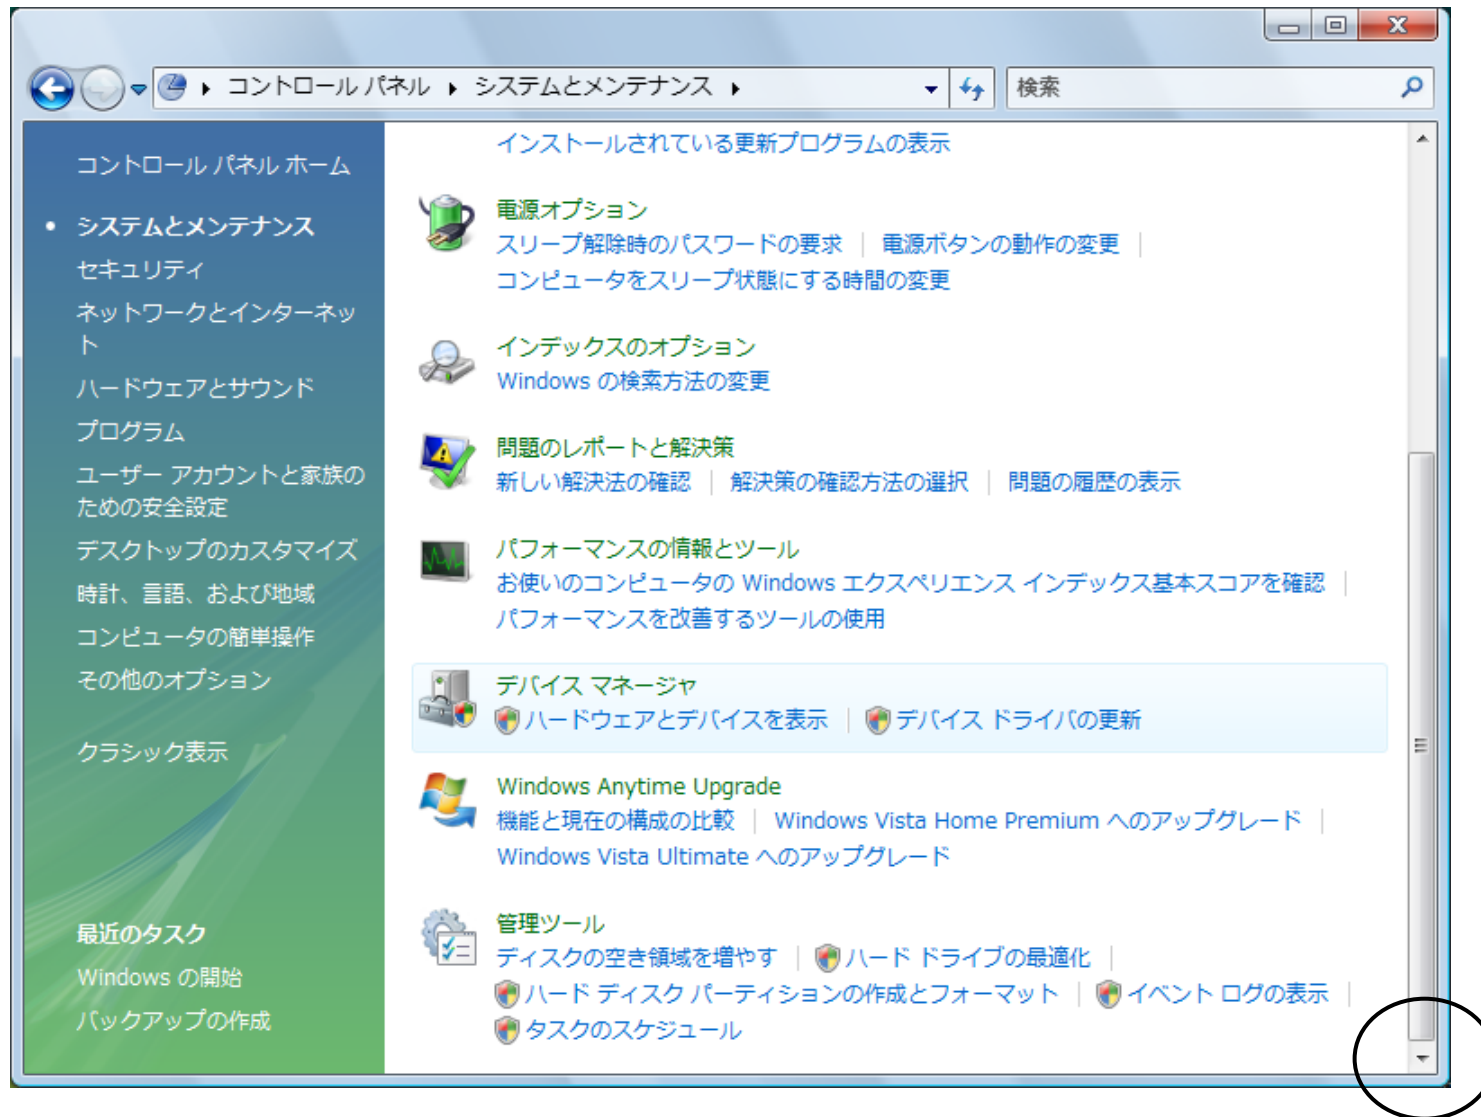 コントロール パネル ▸ システムとメンテナンス ▸
検索
コントロール パネル ホーム
• システムとメンテナンス
セキュリティ
ネットワークとインターネッ
ト
ハードウェアとサウンド
プログラム
ユーザー アカウントと家族の
ための安全設定
デスクトップのカスタマイズ
時計、言語、および地域
コンピュータの簡単操作
その他のオプション
クラシック表示
最近のタスク
Windows の開始
バックアップの作成
インストールされている更新プログラムの表示
電源オプション
スリープ解除時のパスワードの要求 | 電源ボタンの動作の変更 |
コンピュータをスリープ状態にする時間の変更
インデックスのオプション
Windows の検索方法の変更
問題のレポートと解決策
新しい解決法の確認 | 解決策の確認方法の選択 | 問題の履歴の表示
パフォーマンスの情報とツール
お使いのコンピュータの Windows エクスペリエンス インデックス基本スコアを確認 |
パフォーマンスを改善するツールの使用
デバイス マネージャ
ハードウェアとデバイスを表示 | デバイス ドライバの更新
Windows Anytime Upgrade
機能と現在の構成の比較 | Windows Vista Home Premium へのアップグレード |
Windows Vista Ultimate へのアップグレード
管理ツール
ディスクの空き領域を増やす | ハード ドライブの最適化 |
ハード ディスク パーティションの作成とフォーマット | イベント ログの表示 |
タスクのスケジュール